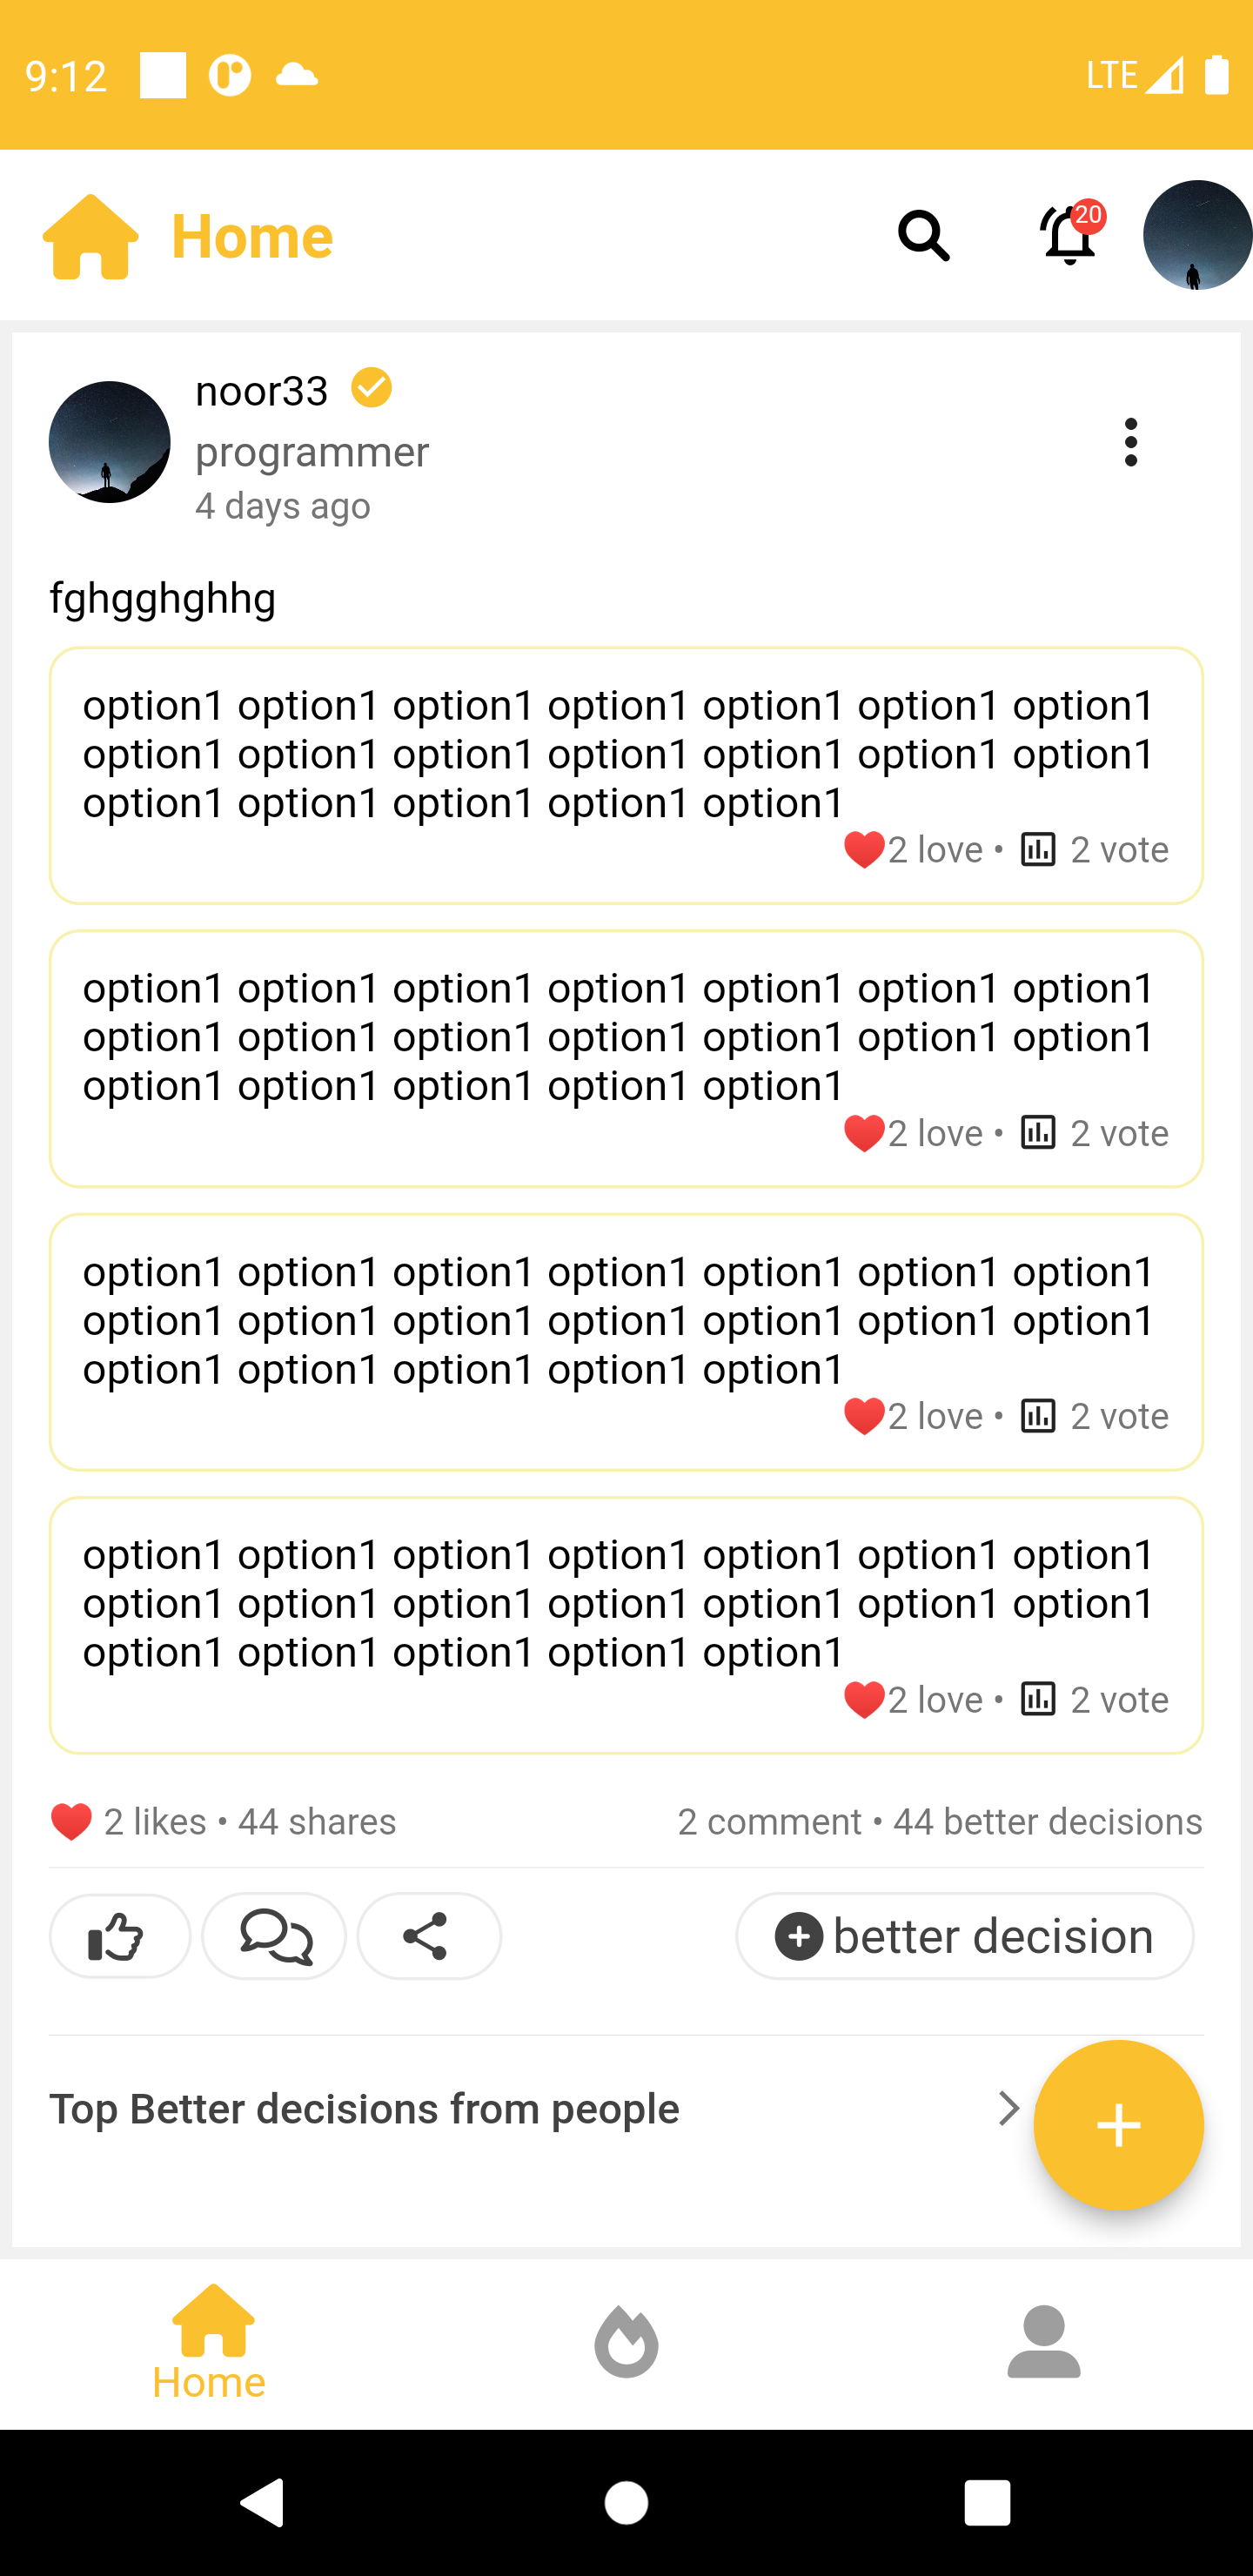 9:12 LTE
Home 20
noor33
programmer
4 days ago
fghgghghhg
option1 option1 option1 option1 option1 option1 option1
option1 option1 option1 option1 option1 option1 option1
option1 option1 option1 option1 option1
2 love • 2 vote
option1 option1 option1 option1 option1 option1 option1
option1 option1 option1 option1 option1 option1 option1
option1 option1 option1 option1 option1
2 love • 2 vote
option1 option1 option1 option1 option1 option1 option1
option1 option1 option1 option1 option1 option1 option1
option1 option1 option1 option1 option1
2 love • 2 vote
option1 option1 option1 option1 option1 option1 option1
option1 option1 option1 option1 option1 option1 option1
option1 option1 option1 option1 option1
2 love • 2 vote
2 likes • 44 shares 2 comment • 44 better decisions
better decision
Top Better decisions from people
Home